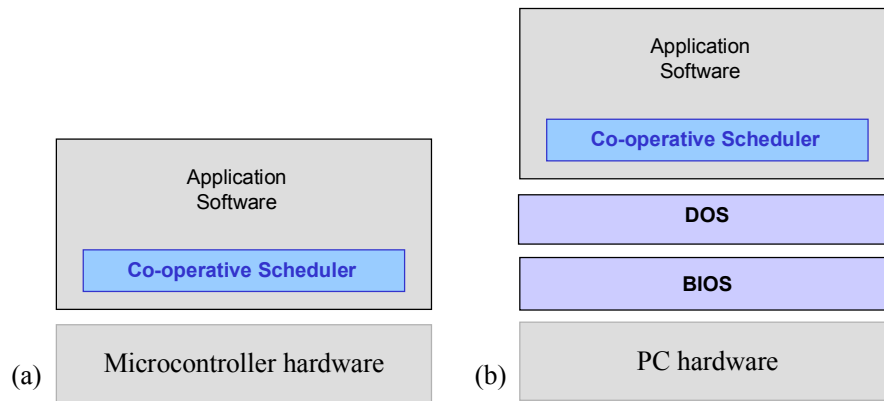 Application
Software
Co-operative Scheduler
(a)
Microcontroller hardware
Application
Software
Co-operative Scheduler
DOS
BIOS
(b)
PC hardware